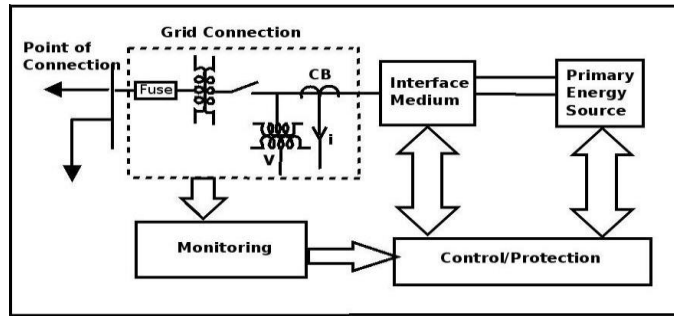 Grid Connection
Point of
Connection
Fuse
CB
V
i
Interface
Medium
Primary
Energy
Source
Monitoring
Control/Protection